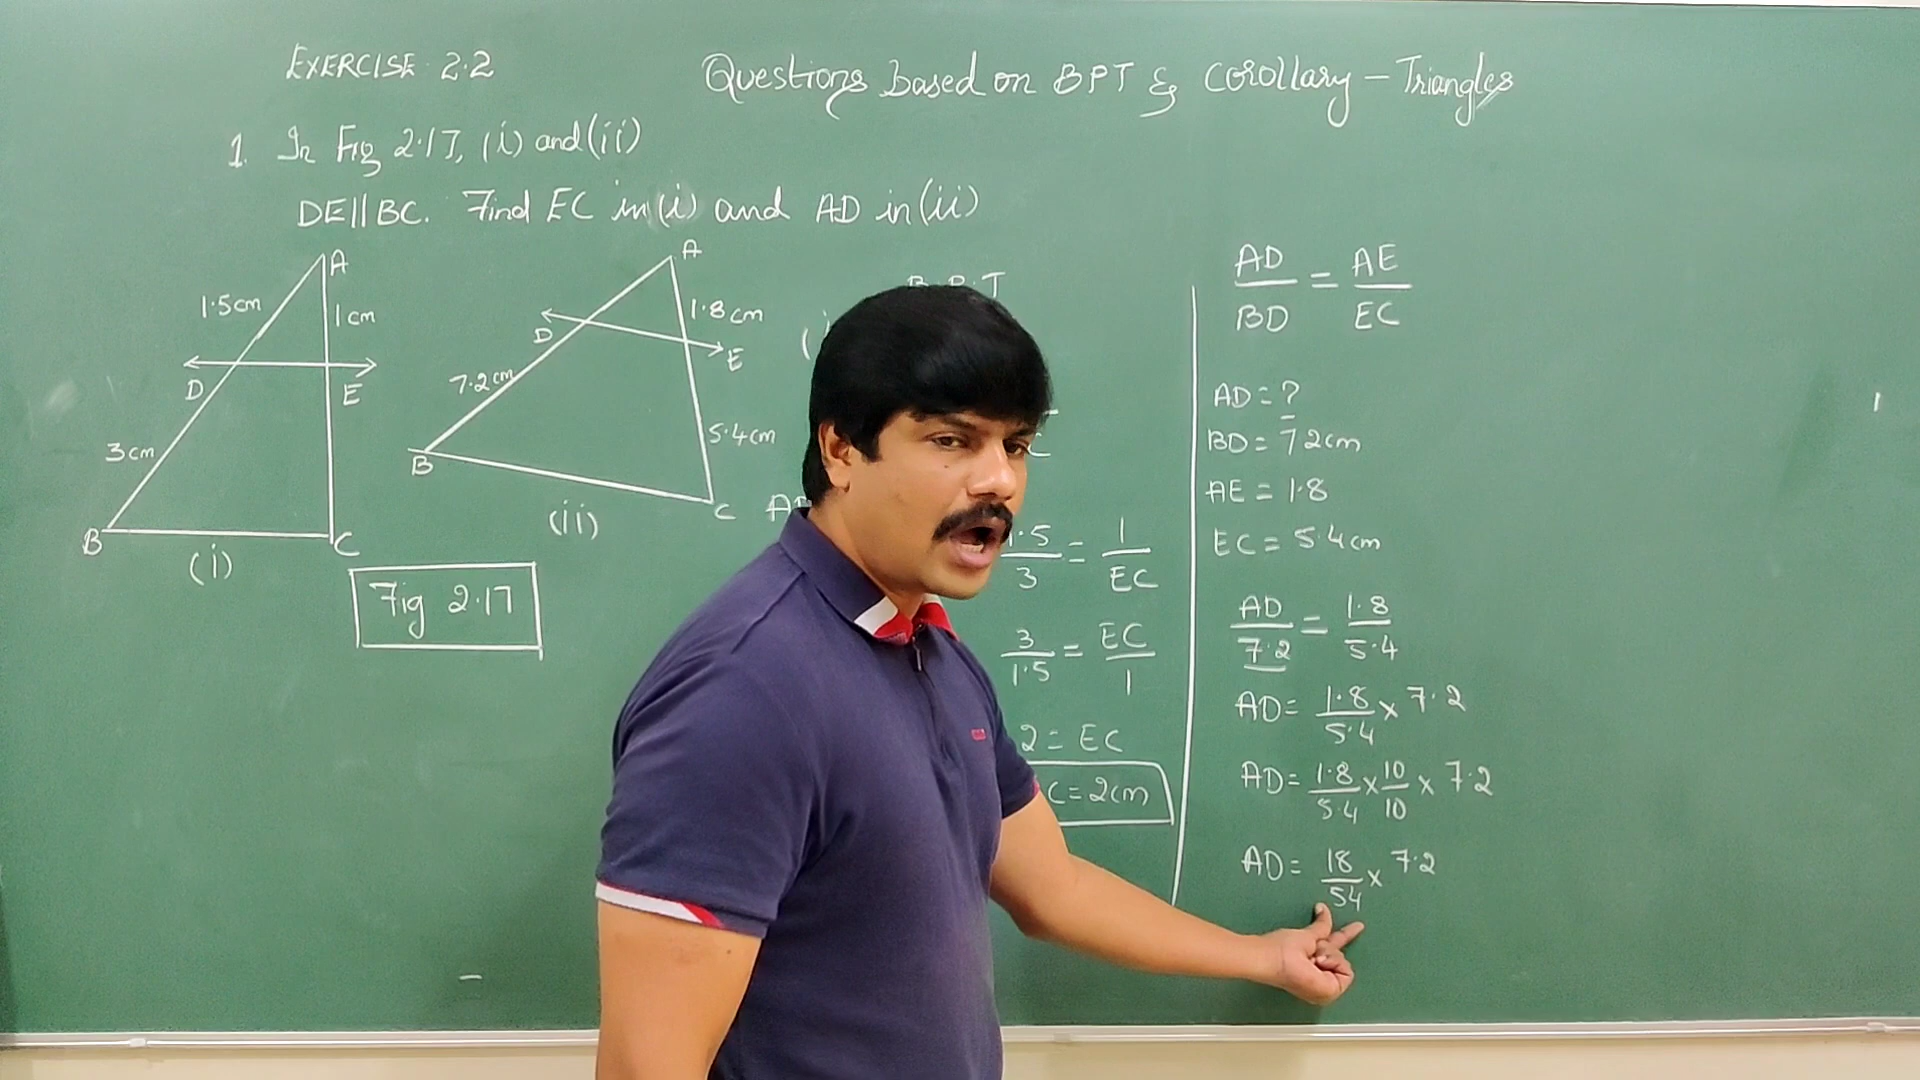 EXERCISE 2.2
Questions based on BPT & Corollary - Triangles
1. In Fig 2.17, (i) and (ii)
DE||BC. Find EC in (i) and AD in (ii)
A
1.5cm
1cm
D
E
3cm
B
C
(i)
A
1.8cm
D
E
7.2cm
5.4cm
B
C
(ii)
Fig 2.17
B.P.T
1.5/3 = 1/EC
3/1.5 = EC/1
2 = EC
C = 2cm
AD/BD = AE/EC
AD = ?
BD = 7.2cm
AE = 1.8
EC = 5.4cm
AD/7.2 = 1.8/5.4
AD = 1.8/5.4 × 7.2
AD = 1.8/5.4 × 10/10 × 7.2
AD = 18/54 × 7.2